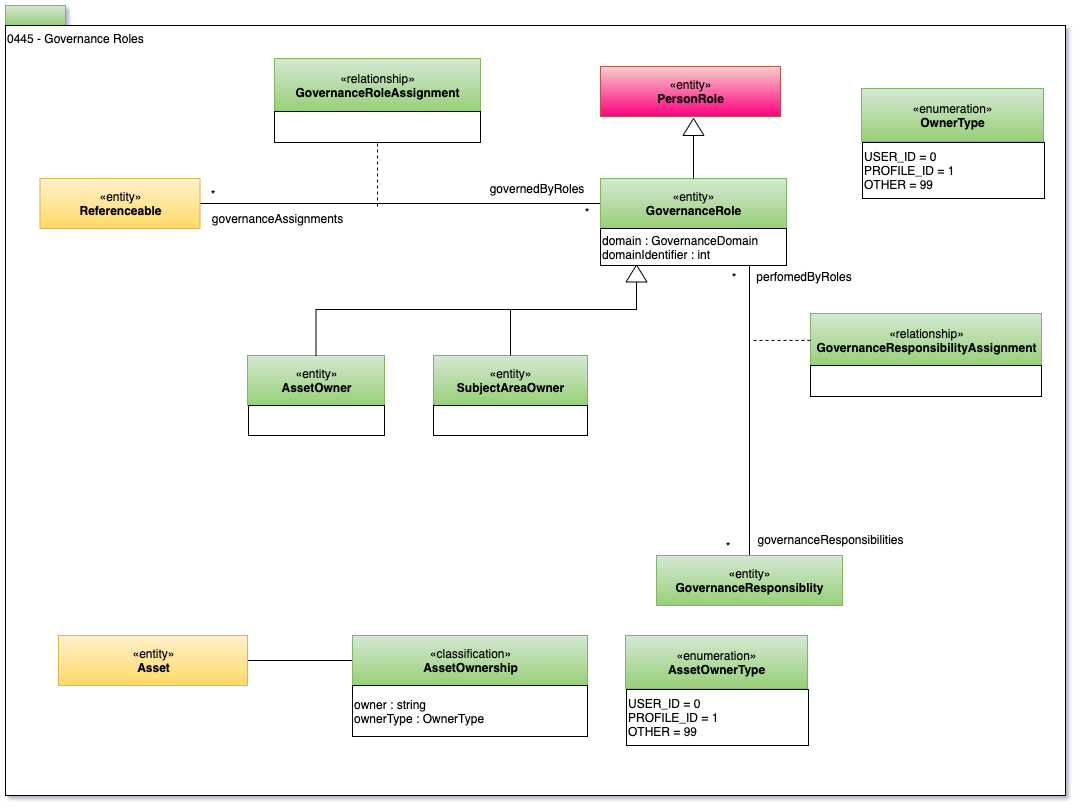 0445 - Governance Roles
«relationship»
GovernanceRoleAssignment
«entity»
PersonRole
«enumeration»
OwnerType
USER_ID = 0
PROFILE_ID = 1
OTHER = 99
«entity»
Referenceable
*
governanceAssignments
governedByRoles
*
«entity»
GovernanceRole
domain : GovernanceDomain
domainIdentifier : int
*
perfomedByRoles
«relationship»
GovernanceResponsibilityAssignment
«entity»
AssetOwner
«entity»
SubjectAreaOwner
*
governanceResponsibilities
«entity»
GovernanceResponsiblity
«entity»
Asset
«classification»
AssetOwnership
owner : string
ownerType : OwnerType
«enumeration»
AssetOwnerType
USER_ID = 0
PROFILE_ID = 1
OTHER = 99